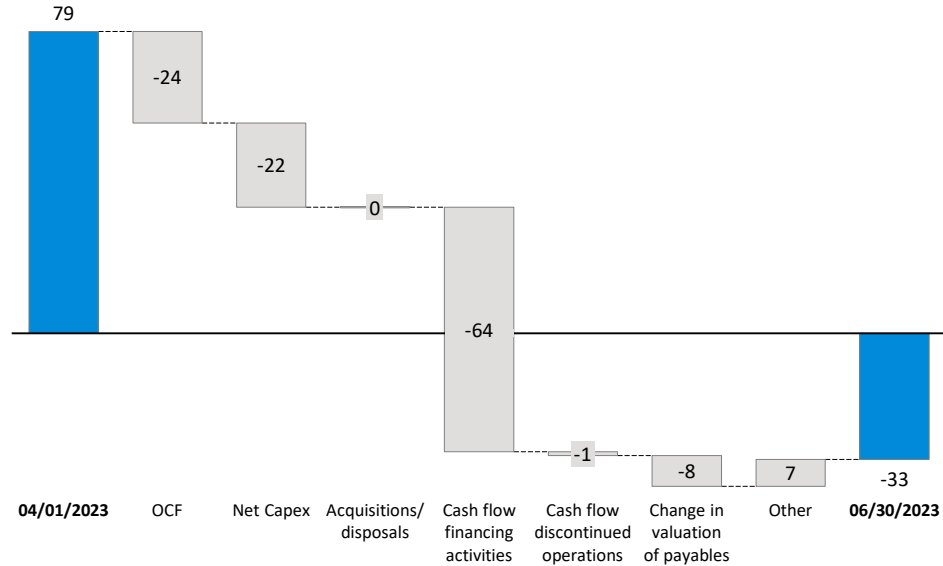 79
-24
-22
0
-64
-1
-8
7
-33
04/01/2023
OCF
Net Capex
Acquisitions/
disposals
Cash flow
financing
activities
Cash flow
discontinued
operations
Change in
valuation
of payables
Other
06/30/2023